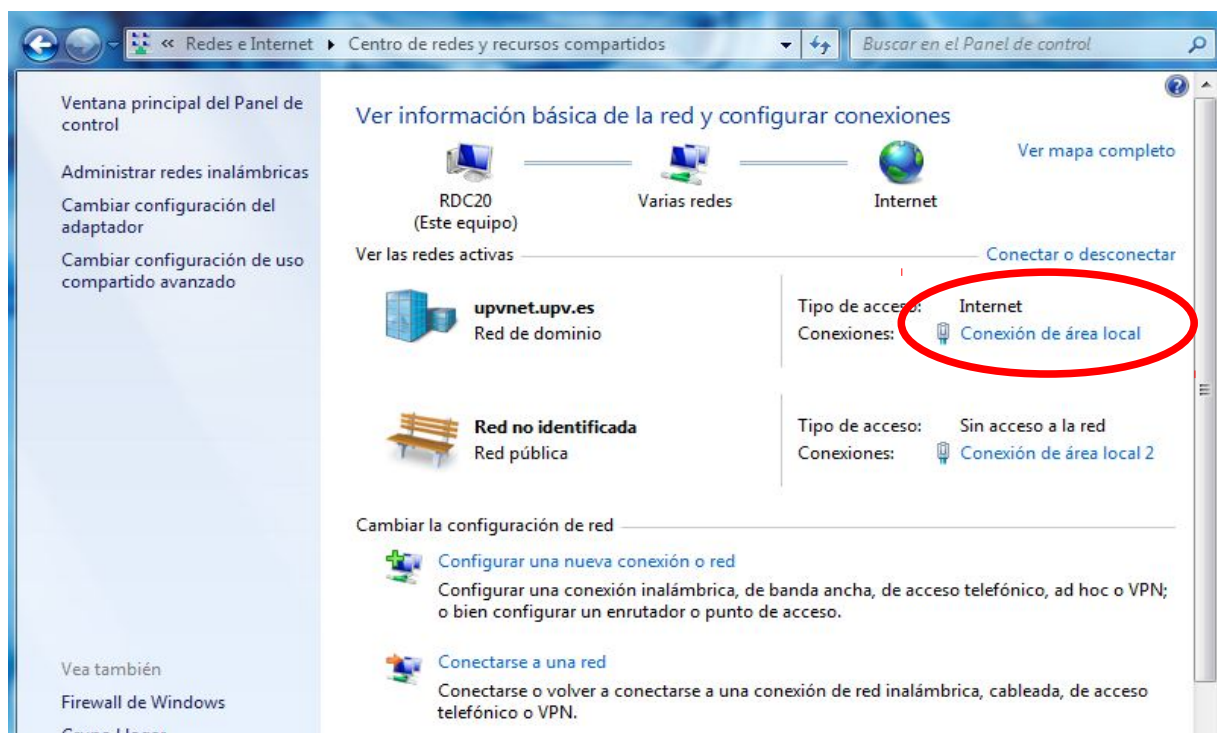 « Redes e Internet ▸ Centro de redes y recursos compartidos
Buscar en el Panel de control
Ventana principal del Panel de
control
Administrar redes inalámbricas
Cambiar configuración del
adaptador
Cambiar configuración de uso
compartido avanzado
Vea también
Firewall de Windows
Ver información básica de la red y configurar conexiones
Ver mapa completo
RDC20
(Este equipo)
Varias redes
Internet
Ver las redes activas
Conectar o desconectar
upvnet.upv.es
Red de dominio
Tipo de acceso: Internet
Conexiones: Conexión de área local
Red no identificada
Red pública
Tipo de acceso: Sin acceso a la red
Conexiones: Conexión de área local 2
Cambiar la configuración de red
Configurar una nueva conexión o red
Configurar una conexión inalámbrica, de banda ancha, de acceso telefónico, ad hoc o VPN;
o bien configurar un enrutador o punto de acceso.
Conectarse a una red
Conectarse o volver a conectarse a una conexión de red inalámbrica, cableada, de acceso
telefónico o VPN.